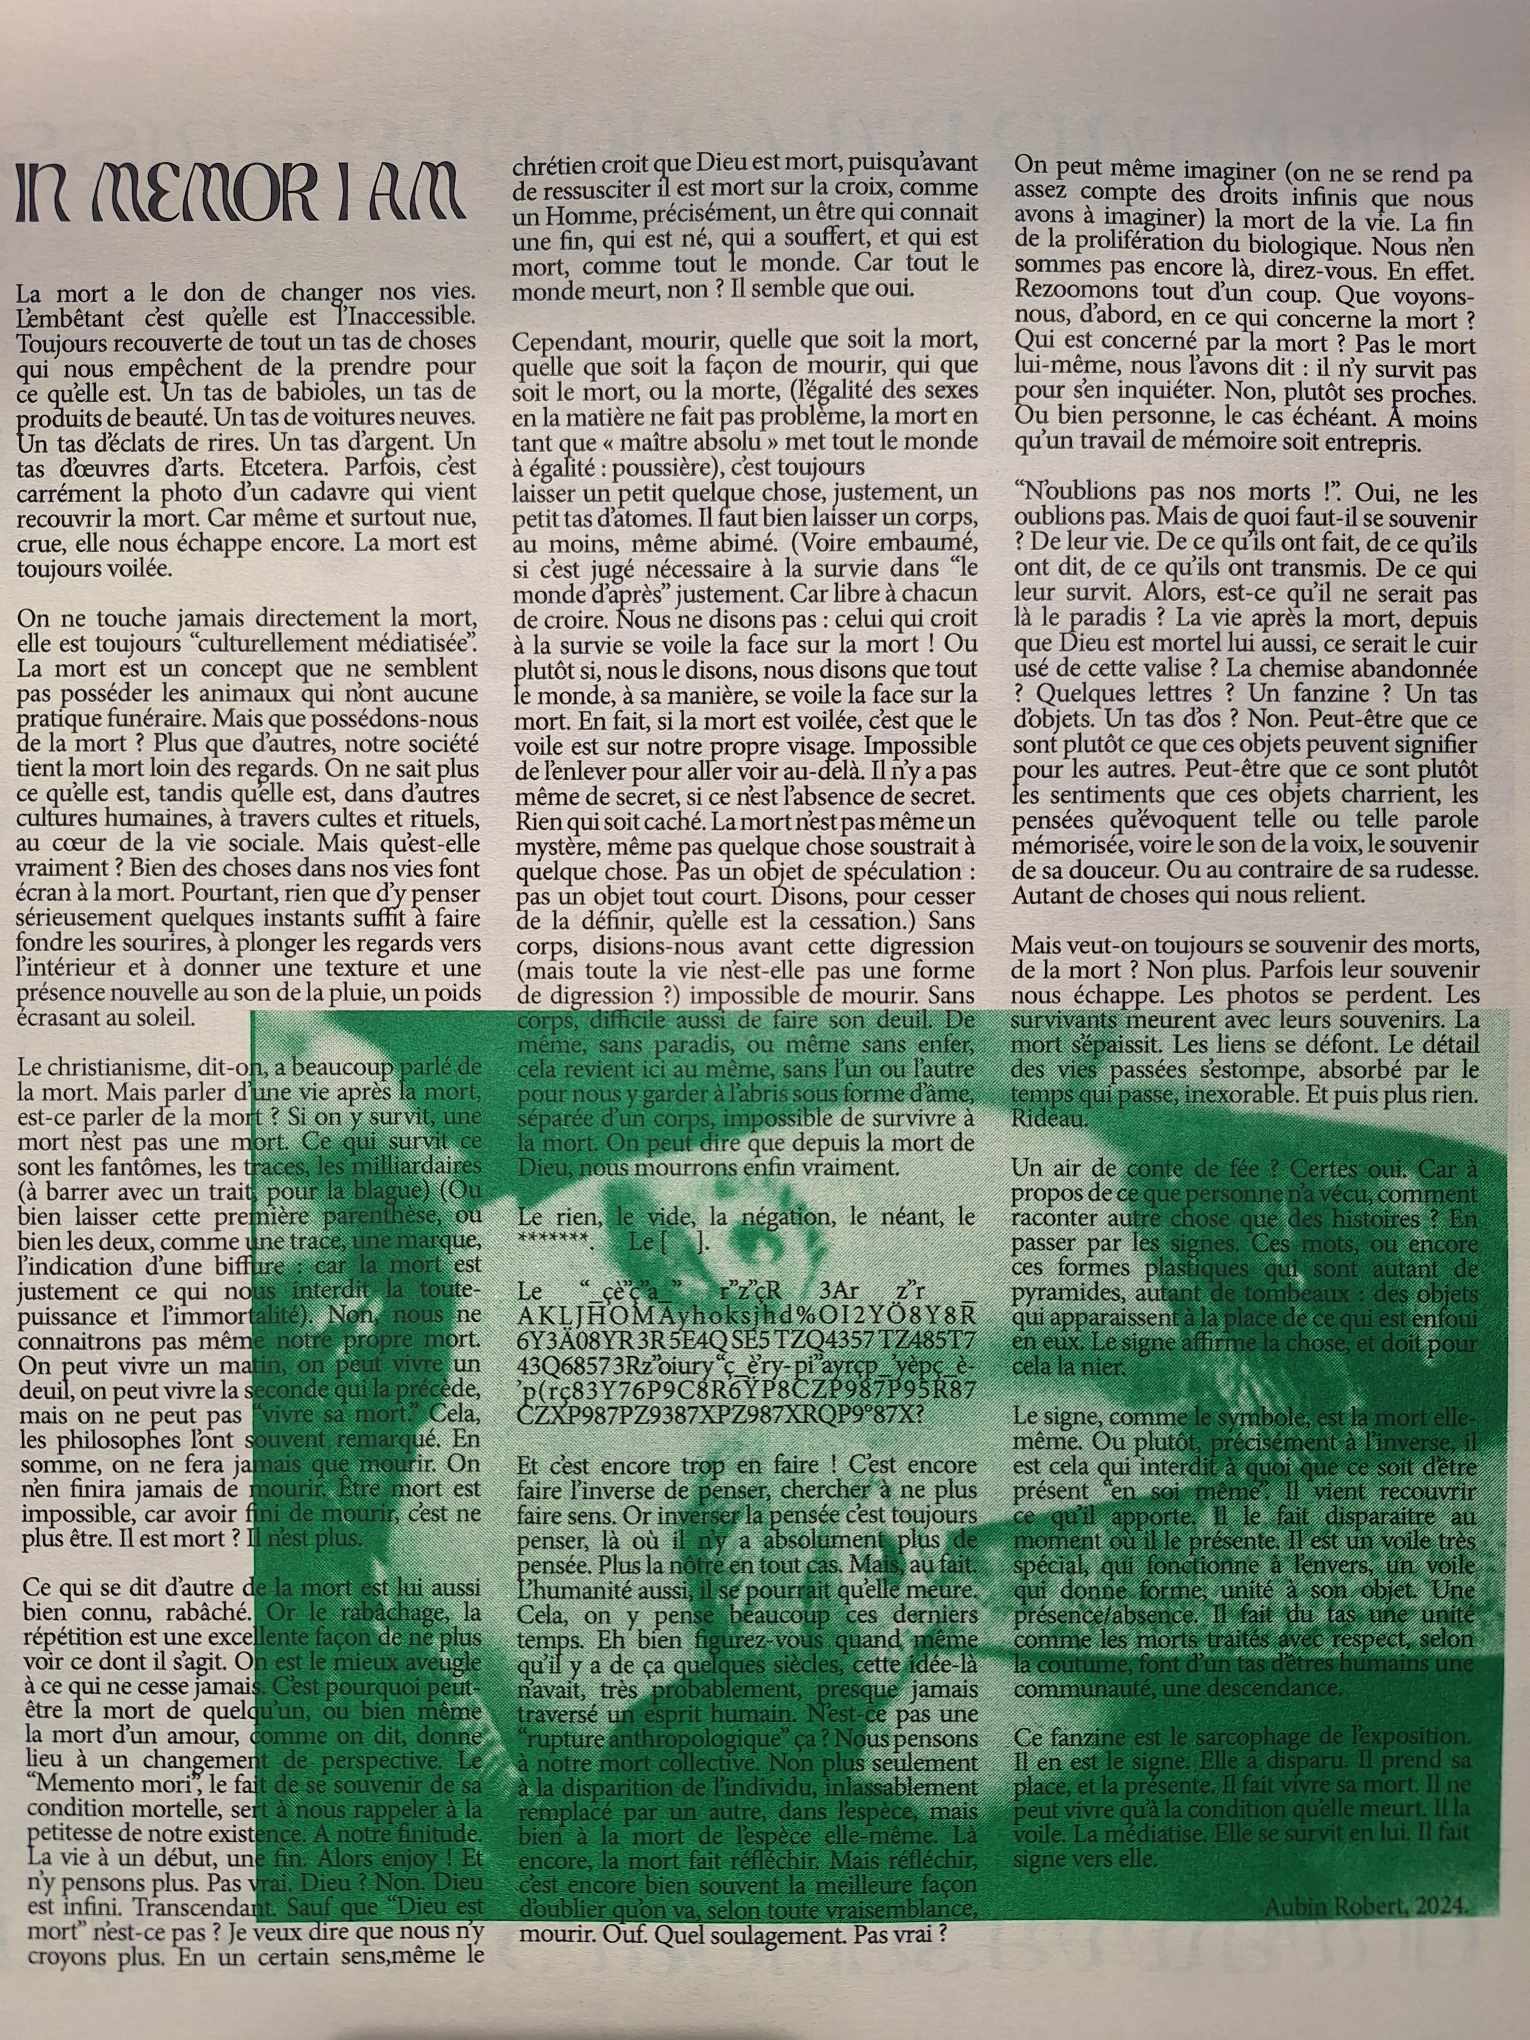 IN MEMOR I AM
La mort a le don de changer nos vies.
L'embêtant c'est qu'elle est l'Inaccessible.
Toujours recouverte de tout un tas de choses
qui nous empêchent de la prendre pour
ce qu'elle est. Un tas de babioles, un tas de
produits de beauté. Un tas de voitures neuves.
Un tas d'éclats de rires. Un tas d'argent. Un
tas d'œuvres d'arts. Etcetera. Parfois, c'est
carrément la photo d'un cadavre qui vient
recouvrir la mort. Car même et surtout nue,
crue, elle nous échappe encore. La mort est
toujours voilée.
On ne touche jamais directement la mort,
elle est toujours “culturellement médiatisée”.
La mort est un concept que ne semblent
pas posséder les animaux qui n'ont aucune
pratique funéraire. Mais que possédons-nous
de la mort ? Plus que d'autres, notre société
tient la mort loin des regards. On ne sait plus
ce qu'elle est, tandis qu'elle est, dans d'autres
cultures humaines, à travers cultes et rituels,
au cœur de la vie sociale. Mais qu'est-elle
vraiment ? Bien des choses dans nos vies font
écran à la mort. Pourtant, rien que d'y penser
sérieusement quelques instants suffit à faire
fondre les sourires, à plonger les regards vers
l'intérieur et à donner une texture et une
présence nouvelle au son de la pluie, un poids
écrasant au soleil.
Le christianisme, dit-on, a beaucoup parlé de
la mort. Mais parler d'une vie après la mort,
est-ce parler de la mort ? Si on y survit, une
mort n'est pas une mort. Ce qui survit ce
sont les fantômes, les traces, les milliardaires
(à barrer avec un trait, pour la blague) (Ou
bien laisser cette première parenthèse, ou
bien les deux, comme une trace, une marque,
l'indication d'une biffure : car la mort est
justement ce qui nous interdit la toute-
puissance et l'immortalité). Non, nous ne
connaitrons pas même notre propre mort.
On peut vivre un matin, on peut vivre un
deuil, on peut vivre la seconde qui la précède,
mais on ne peut pas “vivre sa mort.” Cela,
les philosophes l'ont souvent remarqué. En
somme, on ne fera jamais que mourir. On
n'en finira jamais de mourir. Être mort est
impossible, car avoir fini de mourir, c'est ne
plus être. Il est mort ? Il n'est plus.
Ce qui se dit d'autre de la mort est lui aussi
bien connu, rabâché. Or le rabâchage, la
répétition est une excellente façon de ne plus
voir ce dont il s'agit. On est le mieux aveugle
à ce qui ne cesse jamais. C'est pourquoi peut-
être la mort de quelqu'un, ou bien même
la mort d'un amour, comme on dit, donne
lieu à un changement de perspective. Le
“Memento mori”, le fait de se souvenir de sa
condition mortelle, sert à nous rappeler à la
petitesse de notre existence. A notre finitude.
La vie à un début, une fin. Alors enjoy ! Et
n'y pensons plus. Pas vrai. Dieu ? Non. Dieu
est infini. Transcendant. Sauf que “Dieu est
mort” n'est-ce pas ? Je veux dire que nous n'y
croyons plus. En un certain sens,même le
chrétien croit que Dieu est mort, puisqu'avant
de ressusciter il est mort sur la croix, comme
un Homme, précisément, un être qui connait
une fin, qui est né, qui a souffert, et qui est
mort, comme tout le monde. Car tout le
monde meurt, non ? Il semble que oui.
Cependant, mourir, quelle que soit la mort,
quelle que soit la façon de mourir, qui que
soit le mort, ou la morte, (l'égalité des sexes
en la matière ne fait pas problème, la mort en
tant que « maître absolu » met tout le monde
à égalité : poussière), c'est toujours
laisser un petit quelque chose, justement, un
petit tas d'atomes. Il faut bien laisser un corps,
au moins, même abimé. (Voire embaumé,
si c'est jugé nécessaire à la survie dans “le
monde d'après” justement. Car libre à chacun
de croire. Nous ne disons pas : celui qui croit
à la survie se voile la face sur la mort ! Ou
plutôt si, nous le disons, nous disons que tout
le monde, à sa manière, se voile la face sur la
mort. En fait, si la mort est voilée, c'est que le
voile est sur notre propre visage. Impossible
de l'enlever pour aller voir au-delà. Il n'y a pas
même de secret, si ce n'est l'absence de secret.
Rien qui soit caché. La mort n'est pas même un
mystère, même pas quelque chose soustrait à
quelque chose. Pas un objet de spéculation :
pas un objet tout court. Disons, pour cesser
de la définir, qu'elle est la cessation.) Sans
corps, disions-nous avant cette digression
(mais toute la vie n'est-elle pas une forme
de digression ?) impossible de mourir. Sans
corps, difficile aussi de faire son deuil. De
même, sans paradis, ou même sans enfer,
cela revient ici au même, sans l'un ou l'autre
pour nous y garder à l'abris sous forme d'âme,
séparée d'un corps, impossible de survivre à
la mort. On peut dire que depuis la mort de
Dieu, nous mourrons enfin vraiment.
Le rien, le vide, la négation, le néant, le
*******. Le [ ].
Le “_çè”ç”a_” r”z”çR 3Ar z”r _
AKLJHOMAyhoksjhd%OI2YÖ8Y8R
6Y3Ä08YR3R5E4QSE5TZQ4357TZ485T7
43Q68573Rz”oiury“ç_è'ry-pi”ayrçp_'yèpç_è-
'p(rç83Y76P9C8R6YP8CZP987P95R87
CZXP987PZ9387XPZ987XRQP9°87X?
Et c'est encore trop en faire ! C'est encore
faire l'inverse de penser, chercher à ne plus
faire sens. Or inverser la pensée c'est toujours
penser, là où il n'y a absolument plus de
pensée. Plus la nôtre en tout cas. Mais, au fait.
L'humanité aussi, il se pourrait qu'elle meure.
Cela, on y pense beaucoup ces derniers
temps. Eh bien figurez-vous quand même
qu'il y a de ça quelques siècles, cette idée-là
n'avait, très probablement, presque jamais
traversé un esprit humain. N'est-ce pas une
“rupture anthropologique” ça ? Nous pensons
à notre mort collective. Non plus seulement
à la disparition de l'individu, inlassablement
remplacé par un autre, dans l'espèce, mais
bien à la mort de l'espèce elle-même. Là
encore, la mort fait réfléchir. Mais réfléchir,
c'est encore bien souvent la meilleure façon
d'oublier qu'on va, selon toute vraisemblance,
mourir. Ouf. Quel soulagement. Pas vrai ?
On peut même imaginer (on ne se rend pa
assez compte des droits infinis que nous
avons à imaginer) la mort de la vie. La fin
de la prolifération du biologique. Nous n'en
sommes pas encore là, direz-vous. En effet.
Rezoomons tout d'un coup. Que voyons-
nous, d'abord, en ce qui concerne la mort ?
Qui est concerné par la mort ? Pas le mort
lui-même, nous l'avons dit : il n'y survit pas
pour s'en inquiéter. Non, plutôt ses proches.
Ou bien personne, le cas échéant. A moins
qu'un travail de mémoire soit entrepris.
“N'oublions pas nos morts !”. Oui, ne les
oublions pas. Mais de quoi faut-il se souvenir
? De leur vie. De ce qu'ils ont fait, de ce qu'ils
ont dit, de ce qu'ils ont transmis. De ce qui
leur survit. Alors, est-ce qu'il ne serait pas
là le paradis ? La vie après la mort, depuis
que Dieu est mortel lui aussi, ce serait le cuir
usé de cette valise ? La chemise abandonnée
? Quelques lettres ? Un fanzine ? Un tas
d'objets. Un tas d'os ? Non. Peut-être que ce
sont plutôt ce que ces objets peuvent signifier
pour les autres. Peut-être que ce sont plutôt
les sentiments que ces objets charrient, les
pensées qu'évoquent telle ou telle parole
mémorisée, voire le son de la voix, le souvenir
de sa douceur. Ou au contraire de sa rudesse.
Autant de choses qui nous relient.
Mais veut-on toujours se souvenir des morts,
de la mort ? Non plus. Parfois leur souvenir
nous échappe. Les photos se perdent. Les
survivants meurent avec leurs souvenirs. La
mort s'épaissit. Les liens se défont. Le détail
des vies passées s'estompe, absorbé par le
temps qui passe, inexorable. Et puis plus rien.
Rideau.
Un air de conte de fée ? Certes oui. Car à
propos de ce que personne n'a vécu, comment
raconter autre chose que des histoires ? En
passer par les signes. Ces mots, ou encore
ces formes plastiques qui sont autant de
pyramides, autant de tombeaux : des objets
qui apparaissent à la place de ce qui est enfoui
en eux. Le signe affirme la chose, et doit pour
cela la nier.
Le signe, comme le symbole, est la mort elle-
même. Ou plutôt, précisément à l'inverse, il
est cela qui interdit à quoi que ce soit d'être
présent “en soi même”. Il vient recouvrir
ce qu'il apporte. Il le fait disparaitre au
moment où il le présente. Il est un voile très
spécial, qui fonctionne à l'envers, un voile
qui donne forme, unité à son objet. Une
présence/absence. Il fait du tas une unité
comme les morts traités avec respect, selon
la coutume, font d'un tas d'êtres humains une
communauté, une descendance.
Ce fanzine est le sarcophage de l'exposition.
Il en est le signe. Elle a disparu. Il prend sa
place, et la présente. Il fait vivre sa mort. Il ne
peut vivre qu'à la condition qu'elle meurt. Il la
voile. La médiatise. Elle se survit en lui. Il fait
signe vers elle.
Aubin Robert, 2024.